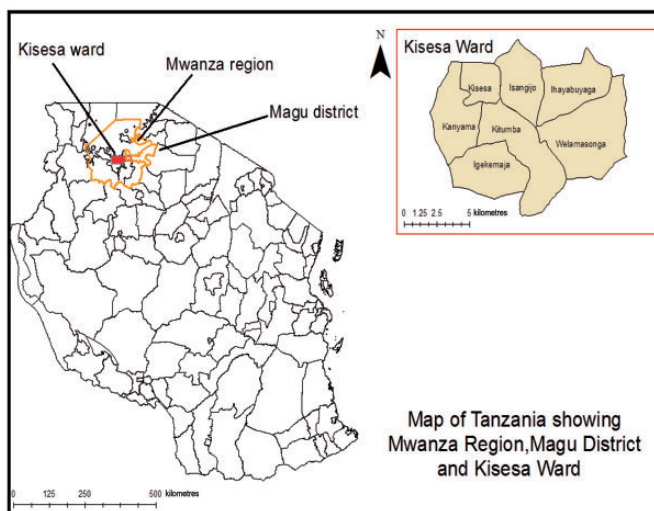 Kisesa ward
Mwanza region
Magu district
N
Kisesa Ward
Kisesa
Isangijo
Ihayabuyaga
Kanyama
Kitumba
Welamasonga
Igekemaja
0 1.25 2.5 5 kilometres
Map of Tanzania showing
Mwanza Region,Magu District
and Kisesa Ward
0 125 250 500 kilometres